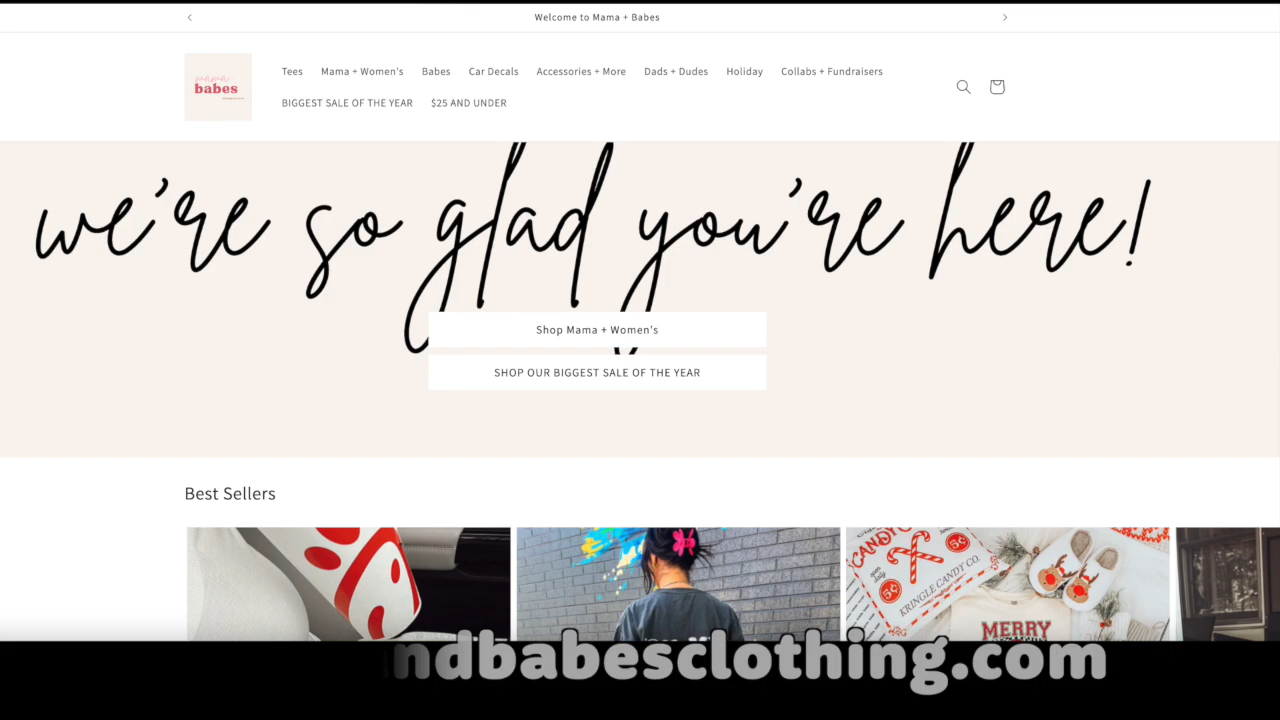 Welcome to Mama + Babes
mama +
babes
Tees Mama + Women's Babes Car Decals Accessories + More Dads + Dudes Holiday Collabs + Fundraisers
BIGGEST SALE OF THE YEAR $25 AND UNDER
we're so glad you're here!
Shop Mama + Women's
SHOP OUR BIGGEST SALE OF THE YEAR
Best Sellers
CANDY
5¢
5¢
KRINGLE CANDY CO.
MERRY
ndbabesclothing.com